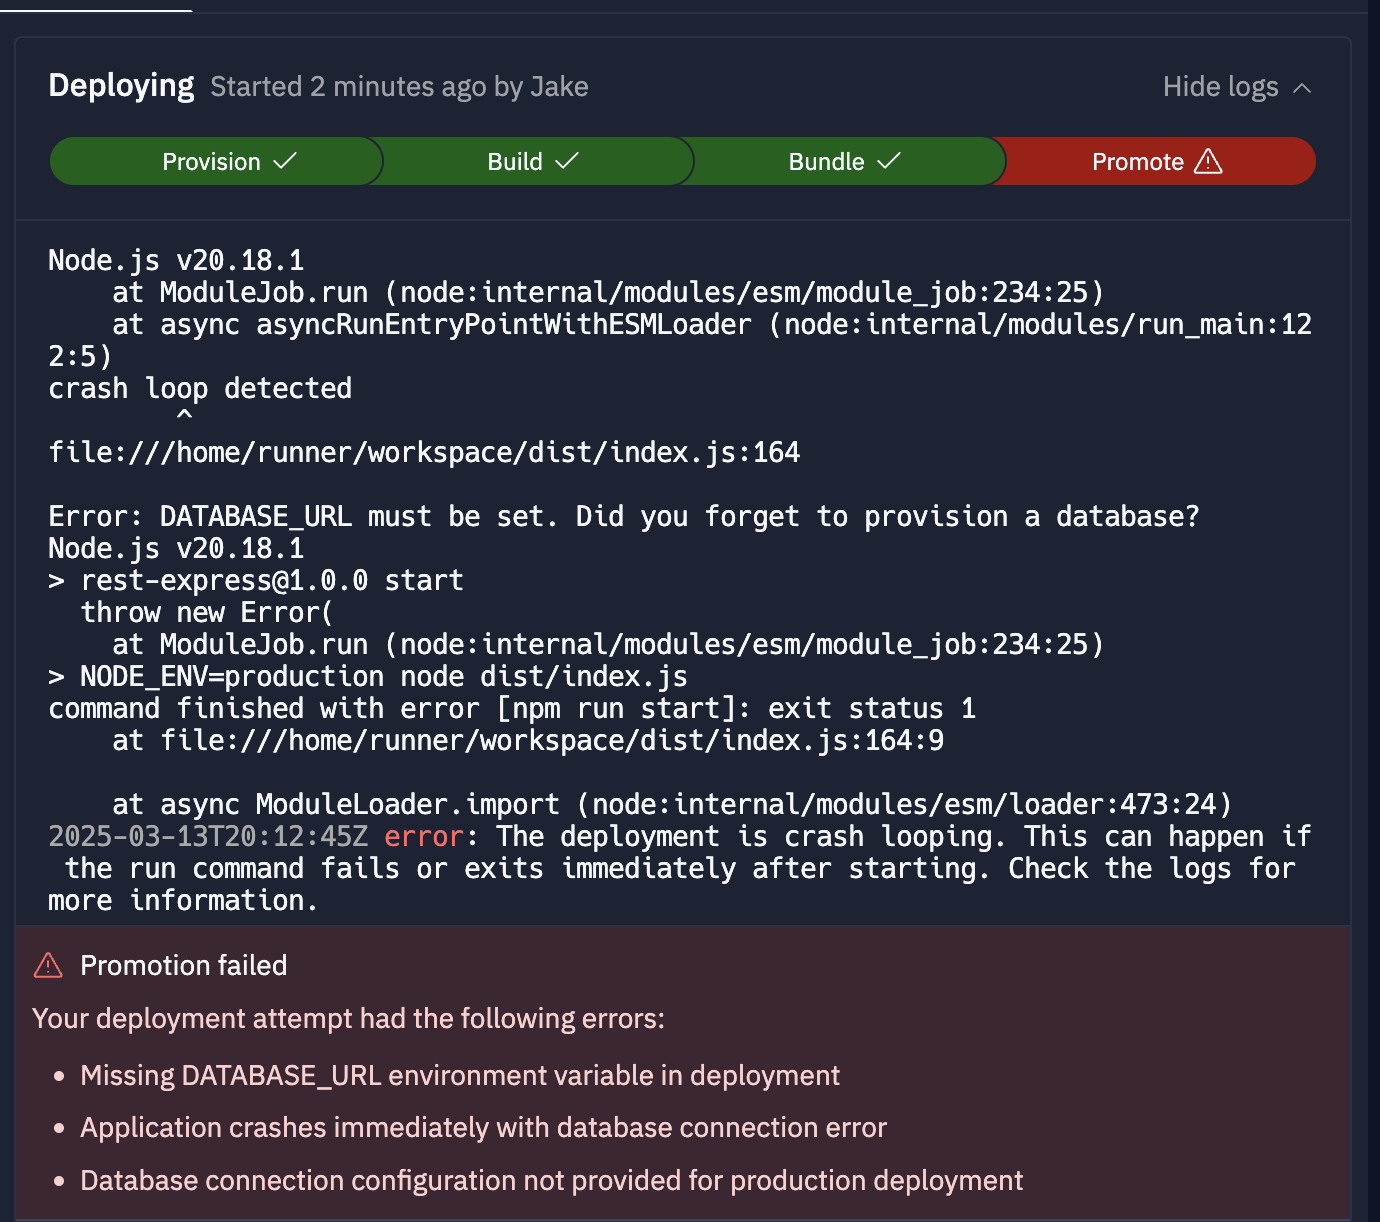 Deploying Started 2 minutes ago by Jake Hide logs
Provision Build Bundle Promote
Node.js v20.18.1
    at ModuleJob.run (node:internal/modules/esm/module_job:234:25)
    at async asyncRunEntryPointWithESMLoader (node:internal/modules/run_main:12
2:5)
crash loop detected
        ^
file:///home/runner/workspace/dist/index.js:164

Error: DATABASE_URL must be set. Did you forget to provision a database?
Node.js v20.18.1
> rest-express@1.0.0 start
  throw new Error(
    at ModuleJob.run (node:internal/modules/esm/module_job:234:25)
> NODE_ENV=production node dist/index.js
command finished with error [npm run start]: exit status 1
    at file:///home/runner/workspace/dist/index.js:164:9

    at async ModuleLoader.import (node:internal/modules/esm/loader:473:24)
2025-03-13T20:12:45Z error: The deployment is crash looping. This can happen if
 the run command fails or exits immediately after starting. Check the logs for
more information.
Promotion failed
Your deployment attempt had the following errors:
• Missing DATABASE_URL environment variable in deployment
• Application crashes immediately with database connection error
• Database connection configuration not provided for production deployment